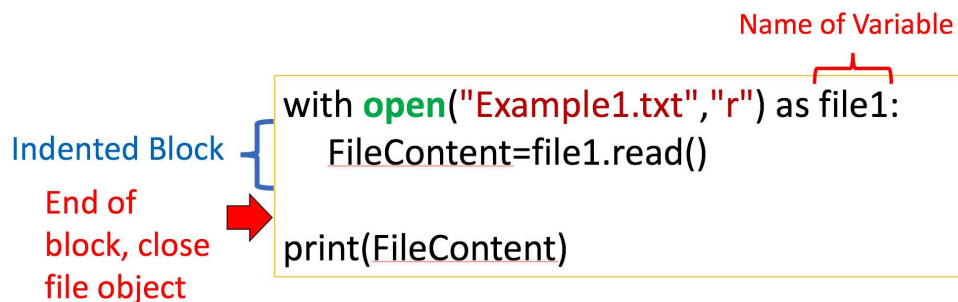 Name of Variable
with open("Example1.txt","r") as file1:
Indented Block
FileContent=file1.read()
End of
block, close
file object
print(FileContent)